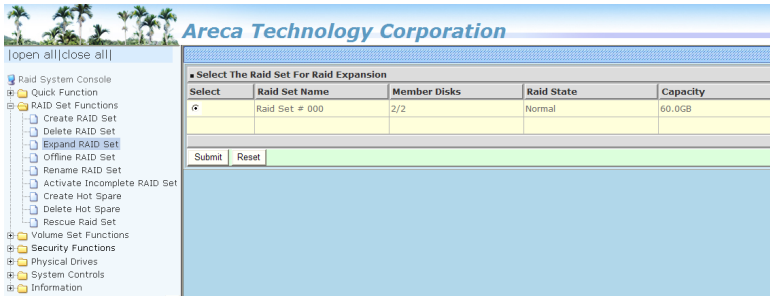 Areca Technology Corporation
|open all|close all|
Raid System Console
Quick Function
RAID Set Functions
Create RAID Set
Delete RAID Set
Expand RAID Set
Offline RAID Set
Rename RAID Set
Activate Incomplete RAID Set
Create Hot Spare
Delete Hot Spare
Rescue Raid Set
Volume Set Functions
Security Functions
Physical Drives
System Controls
Information
Select The Raid Set For Raid Expansion
Select Raid Set Name Member Disks Raid State Capacity
Raid Set # 000 2/2 Normal 60.0GB
Submit Reset